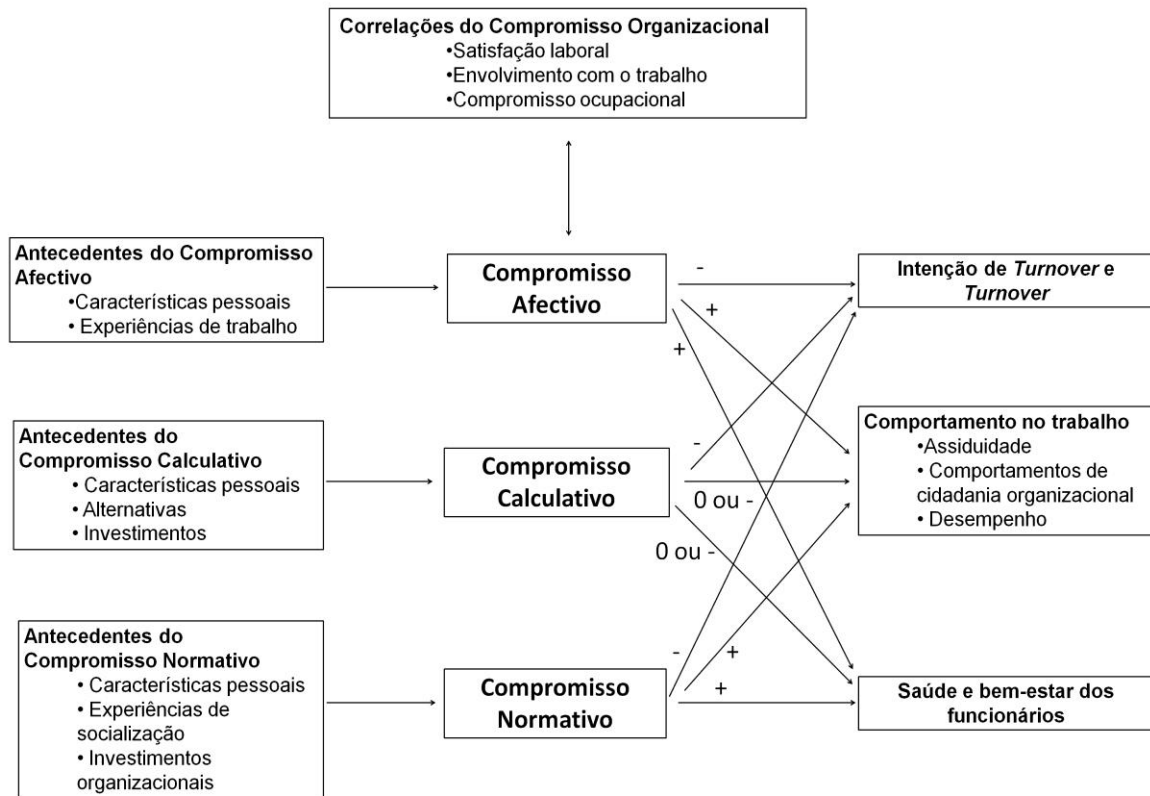 Correlações do Compromisso Organizacional
•Satisfação laboral
•Envolvimento com o trabalho
•Compromisso ocupacional
Antecedentes do Compromisso
Afectivo
•Características pessoais
• Experiências de trabalho
Compromisso
Afectivo
-
+
+
Intenção de Turnover e
Turnover
Antecedentes do
Compromisso Calculativo
• Características pessoais
• Alternativas
• Investimentos
Compromisso
Calculativo
-
0 ou -
0 ou -
Comportamento no trabalho
•Assiduidade
• Comportamentos de
cidadania organizacional
• Desempenho
Antecedentes do
Compromisso Normativo
• Características pessoais
• Experiências de
socialização
• Investimentos
organizacionais
Compromisso
Normativo
-
+
+
Saúde e bem-estar dos
funcionários